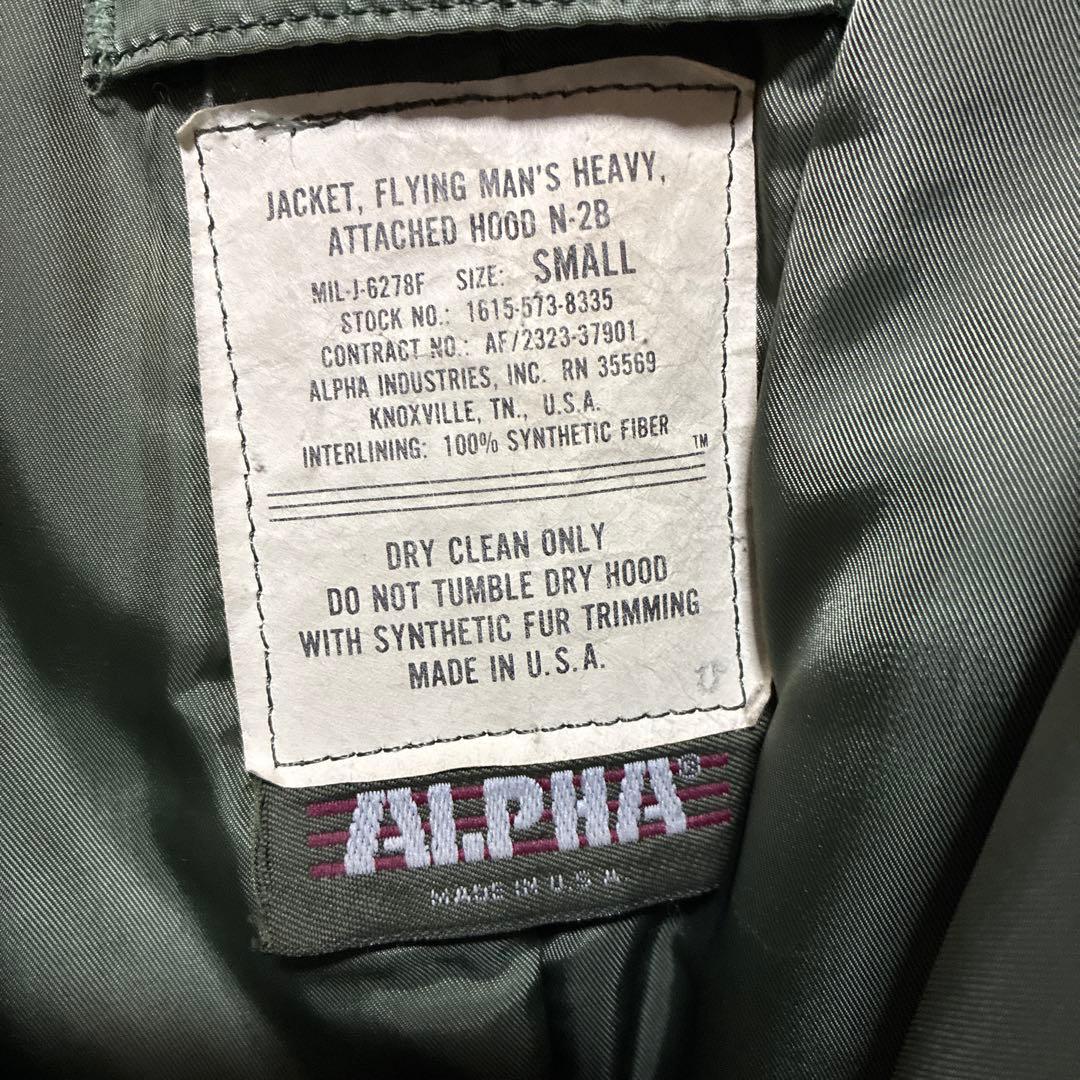 JACKET, FLYING MAN'S HEAVY,
ATTACHED HOOD N-2B
MIL-J-6278F SIZE: SMALL
STOCK NO.: 1615-573-8335
CONTRACT NO.: AF/2323-37901
ALPHA INDUSTRIES, INC. RN 35569
KNOXVILLE, TN., U.S.A.
INTERLINING: 100% SYNTHETIC FIBER TM
DRY CLEAN ONLY
DO NOT TUMBLE DRY HOOD
WITH SYNTHETIC FUR TRIMMING
MADE IN U.S.A.
ALPHA®
MADE IN U.S.A.